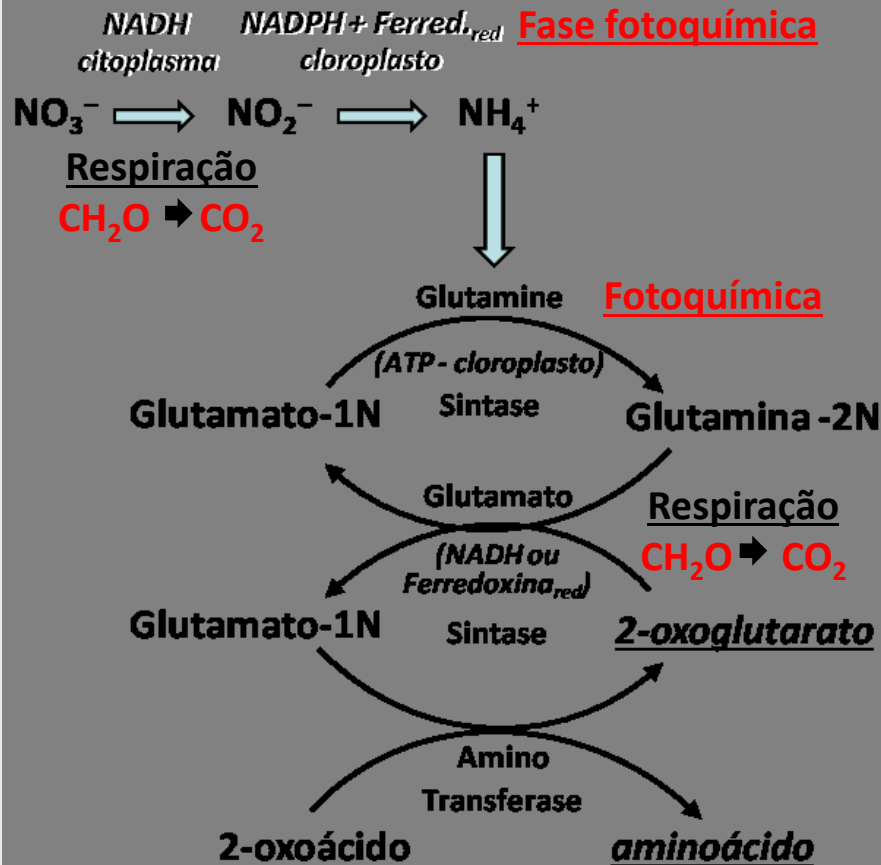 NADH NADPH + Ferred.red Fase fotoquímica
citoplasma cloroplasto
NO₃⁻ NO₂⁻ NH₄⁺
Respiração
CH₂O → CO₂
Glutamine Fotoquímica
(ATP - cloroplasto)
Glutamato-1N Sintase Glutamina -2N
Glutamato Respiração
(NADH ou CH₂O → CO₂
Ferredoxinared)
Glutamato-1N Sintase 2-oxoglutarato
Amino
Transferase
2-oxoácido aminoácido